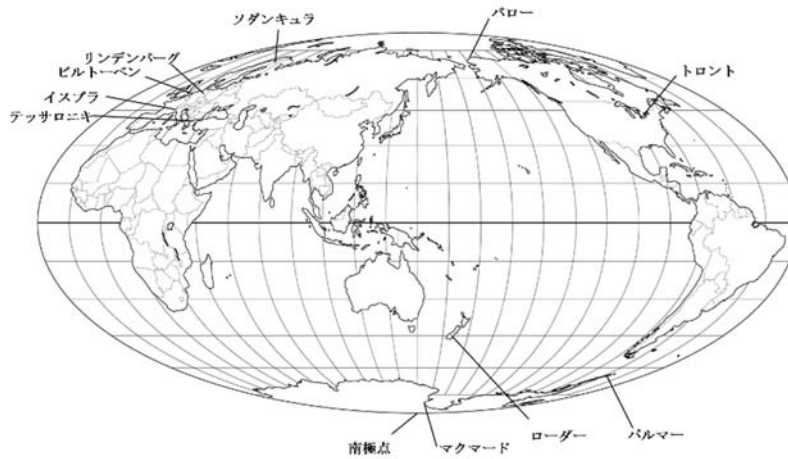 ソダンキュラ
バロー
リンデンバーグ
ビルトーベン
トロント
イスプラ
テッサロニキ
南極点
マクマード
ローダー
パルマー